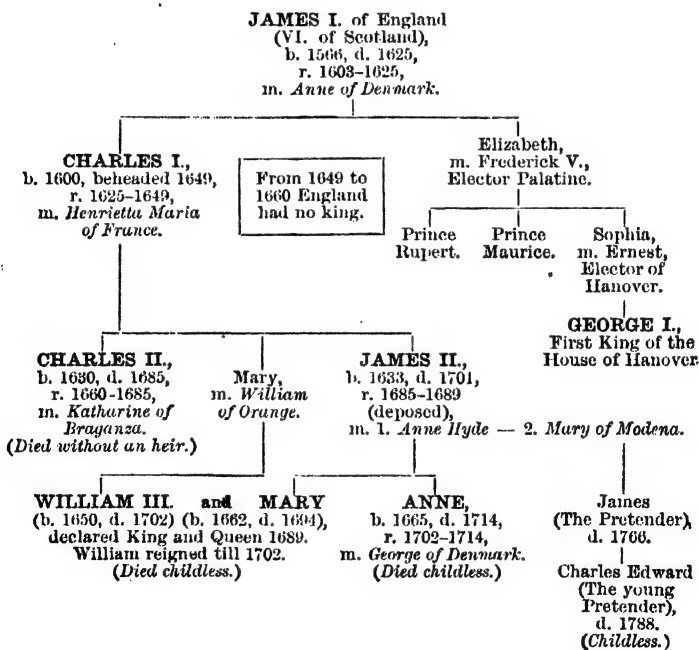 JAMES I. of England
(VI. of Scotland),
b. 1566, d. 1625,
r. 1603–1625,
m. Anne of Denmark.
CHARLES I.,
b. 1600, beheaded 1649,
r. 1625–1649,
m. Henrietta Maria
of France.
From 1649 to
1660 England
had no king.
Elizabeth,
m. Frederick V.,
Elector Palatine.
Prince
Rupert.
Prince
Maurice.
Sophia,
m. Ernest,
Elector of
Hanover.
GEORGE I.,
First King of the
House of Hanover.
CHARLES II.,
b. 1630, d. 1685,
r. 1660–1685,
m. Katharine of
Braganza.
(Died without an heir.)
Mary,
m. William
of Orange.
JAMES II.,
b. 1633, d. 1701,
r. 1685–1689
(deposed),
m. 1. Anne Hyde — 2. Mary of Modena.
WILLIAM III. and MARY
(b. 1650, d. 1702) (b. 1662, d. 1694),
declared King and Queen 1689.
William reigned till 1702.
(Died childless.)
ANNE,
b. 1665, d. 1714,
r. 1702–1714,
m. George of Denmark.
(Died childless.)
James
(The Pretender),
d. 1766.
Charles Edward
(The young
Pretender),
d. 1788.
(Childless.)